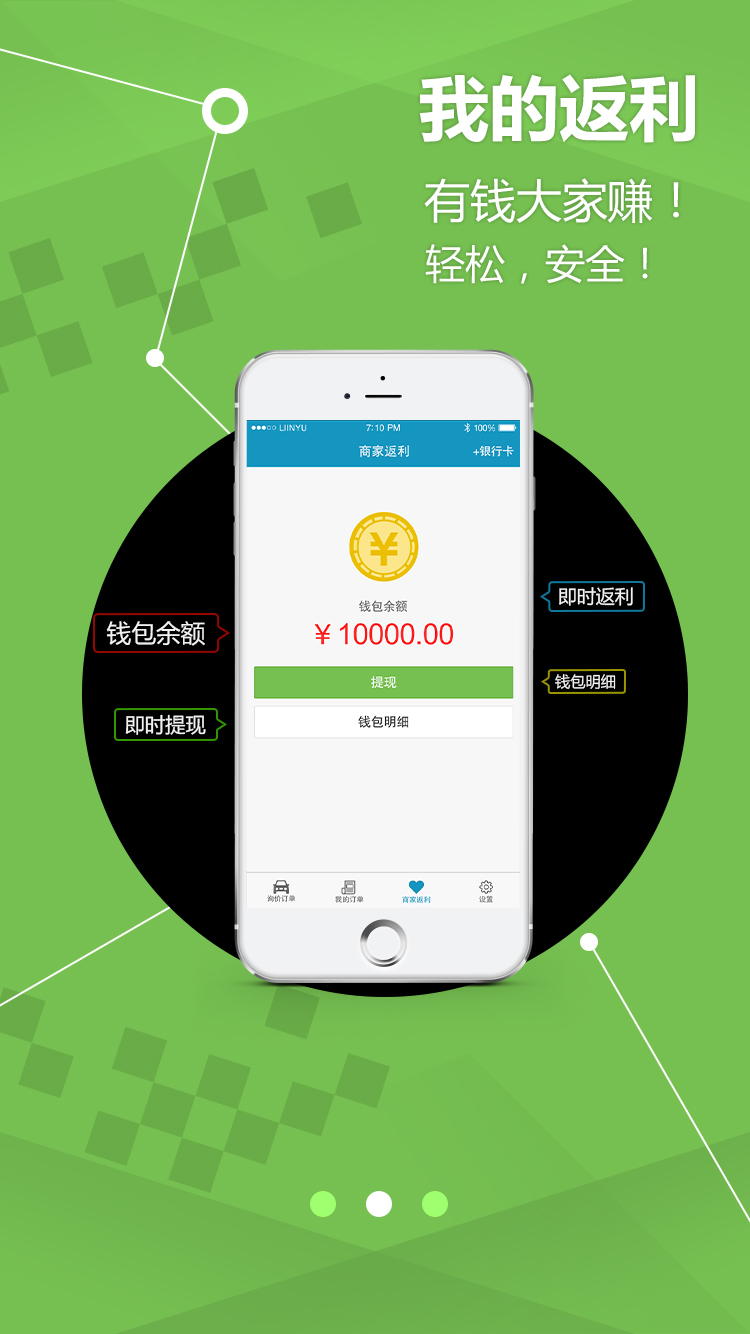 我的返利
有钱大家赚！
轻松，安全！
LIINYU 7:10 PM 100%
商家返利 +银行卡
钱包余额
¥ 10000.00
提现
钱包明细
钱包余额
即时提现
即时返利
钱包明细
询价订单 我的订单 商家返利 设置